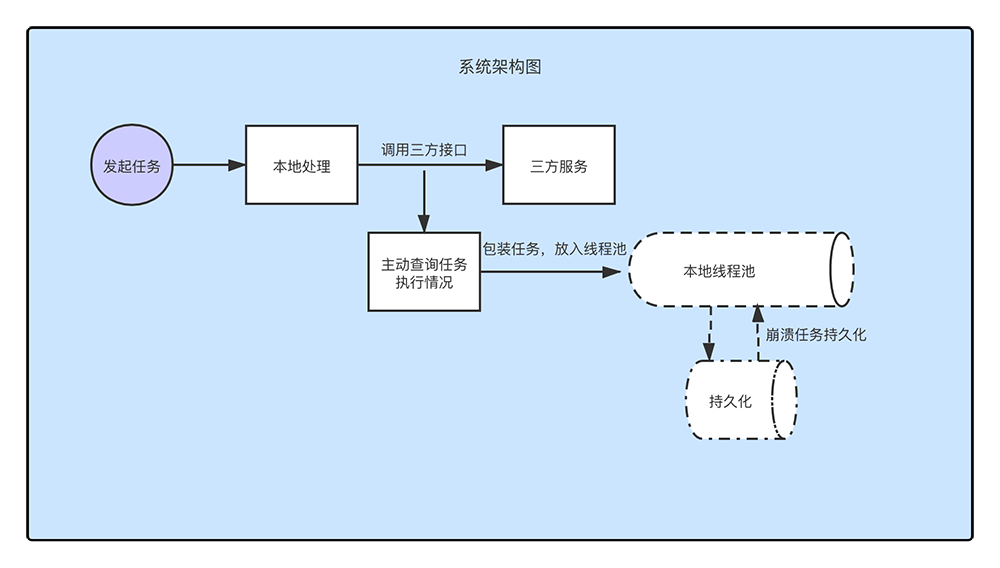 系统架构图
发起任务
本地处理
调用三方接口
三方服务
主动查询任务
执行情况
包装任务，放入线程池
本地线程池
崩溃任务持久化
持久化